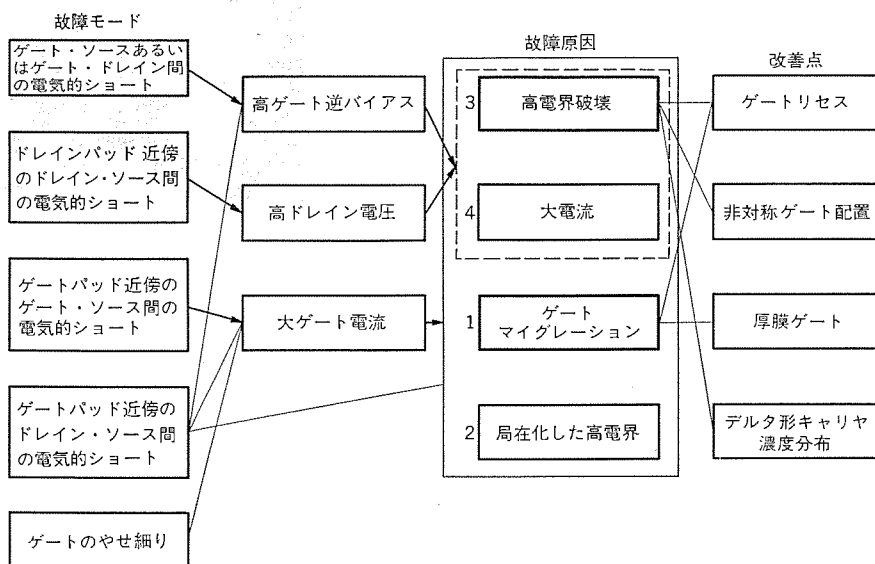 故障モード
ゲート・ソースあるい
はゲート・ドレイン間
の電気的ショート
ドレインパッド近傍
のドレイン・ソース間
の電気的ショート
ゲートパッド近傍の
ゲート・ソース間の
電気的ショート
ゲートパッド近傍の
ドレイン・ソース間
の電気的ショート
ゲートのやせ細り
高ゲート逆バイアス
高ドレイン電圧
大ゲート電流
故障原因
3 高電界破壊
4 大電流
1 ゲート
マイグレーション
2 局在化した高電界
改善点
ゲートリセス
非対称ゲート配置
厚膜ゲート
デルタ形キャリヤ
濃度分布